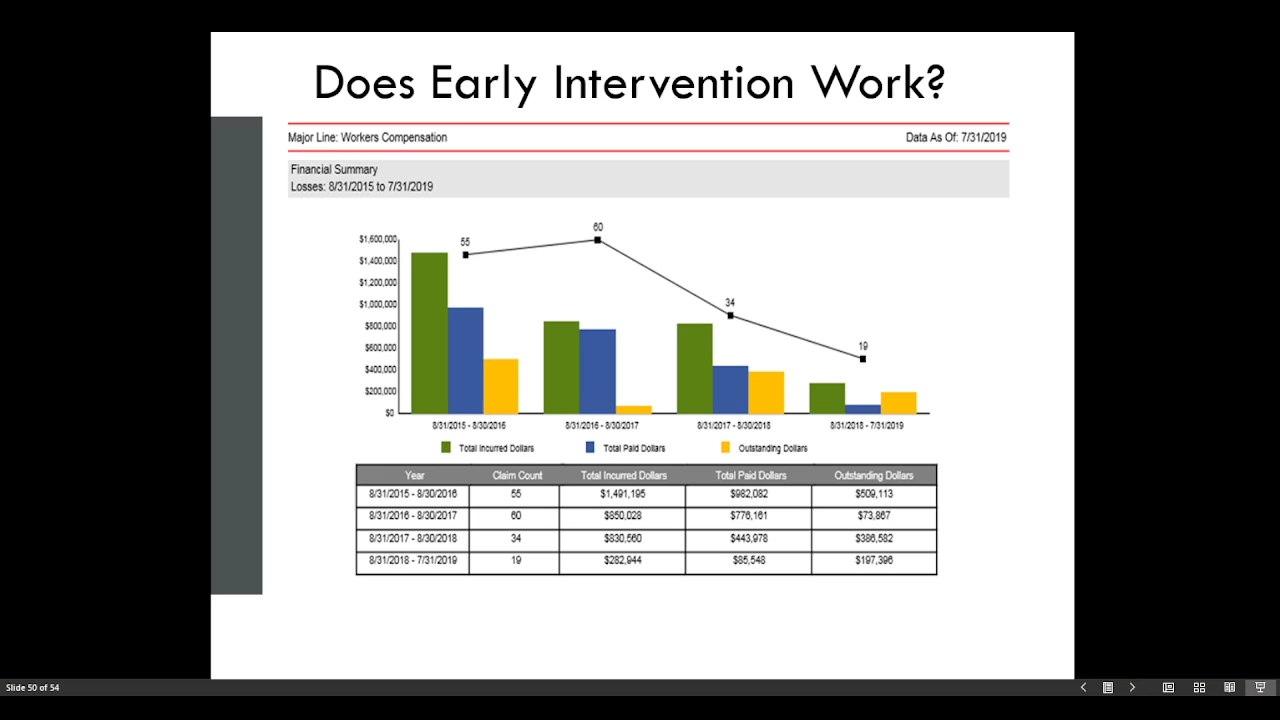 Does Early Intervention Work?
Major Line: Workers Compensation Data As Of: 7/31/2019
Financial Summary
Losses: 8/31/2015 to 7/31/2019
60
55
$1,600,000
$1,400,000
$1,200,000
34
$1,000,000
$800,000
19
$600,000
$400,000
$200,000
$0
8/31/2015 - 8/30/2016 8/31/2016 - 8/30/2017 8/31/2017 - 8/30/2018 8/31/2018 - 7/31/2019
Total Incurred Dollars Total Paid Dollars Outstanding Dollars
Year Claim Count Total Incurred Dollars Total Paid Dollars Outstanding Dollars
8/31/2015 - 8/30/2016 55 $1,491,195 $982,082 $509,113
8/31/2016 - 8/30/2017 60 $850,028 $776,161 $73,867
8/31/2017 - 8/30/2018 34 $830,560 $443,978 $386,582
8/31/2018 - 7/31/2019 19 $282,944 $85,548 $197,396
Slide 50 of 54